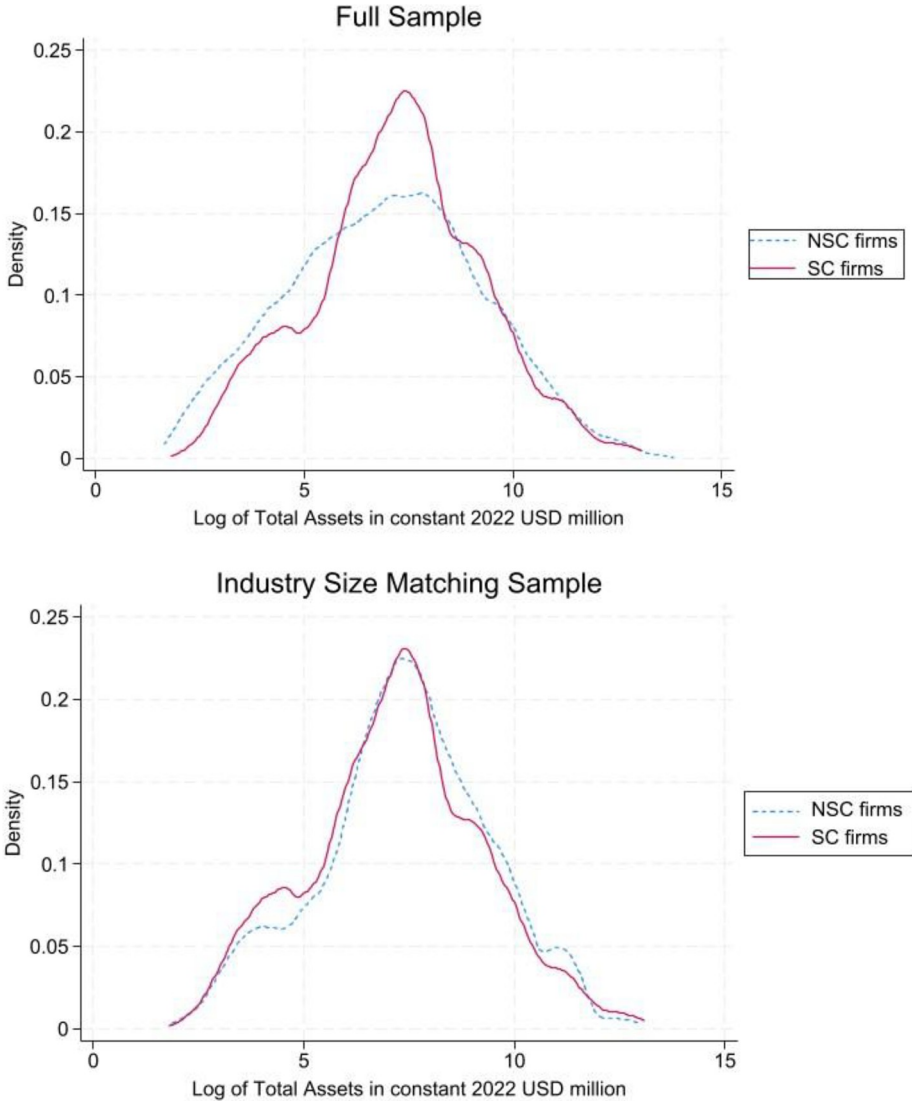 Full Sample
0.25
0.2
0.15
0.1
0.05
0
Density
0 5 10 15
Log of Total Assets in constant 2022 USD million
NSC firms
SC firms
Industry Size Matching Sample
0.25
0.2
0.15
0.1
0.05
0
Density
0 5 10 15
Log of Total Assets in constant 2022 USD million
NSC firms
SC firms